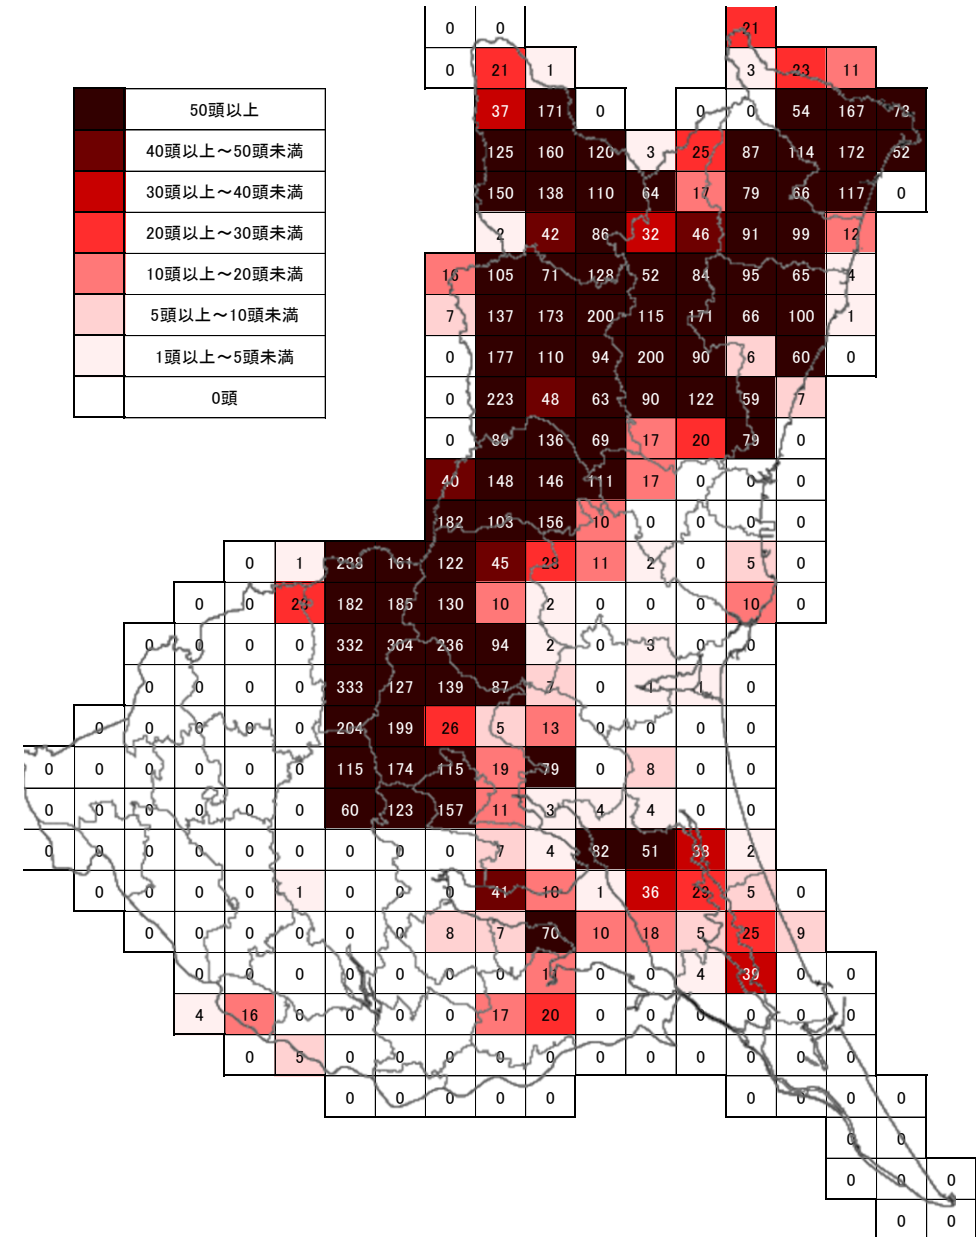 0 0 21
0 21 1 3 23 11
50頭以上 37 171 0 0 0 54 167 73
40頭以上～50頭未満 125 160 120 3 25 87 114 172 52
30頭以上～40頭未満 150 138 110 64 17 79 66 117 0
20頭以上～30頭未満 2 42 86 32 46 91 99 12
10頭以上～20頭未満 16 105 71 128 52 84 95 65 4
5頭以上～10頭未満 7 137 173 200 115 171 66 100 1
1頭以上～5頭未満 0 177 110 94 200 90 6 60 0
0頭 0 223 48 63 90 122 59 7
0 89 136 69 17 20 79 0
40 148 146 111 17 0 0 0
182 103 156 10 0 0 0 0
0 1 161 122 45 28 11 2 0 5 0
0 0 182 185 130 10 2 0 0 0 10 0
0 0 0 0 332 304 236 94 2 0 3 0 0
0 0 0 0 333 127 139 87 7 0 1 1 0
0 0 0 0 0 204 199 26 5 13 0 0 0 0
0 0 0 0 0 0 115 174 115 19 79 0 8 0 0
0 0 0 0 0 0 60 123 157 11 3 4 4 0 0
0 0 0 0 0 0 0 0 0 7 4 82 51 38 2
0 0 0 0 1 0 0 0 41 10 1 36 29 5 0
0 0 0 0 0 0 8 7 70 10 18 5 25 9
0 0 0 0 0 0 0 11 0 0 4 39 0 0
4 16 0 0 0 0 17 20 0 0 0 0 0 0
0 5 0 0 0 0 0 0 0 0 0 0 0
0 0 0 0 0 0 0 0 0
0 0
0 0 0
0 0